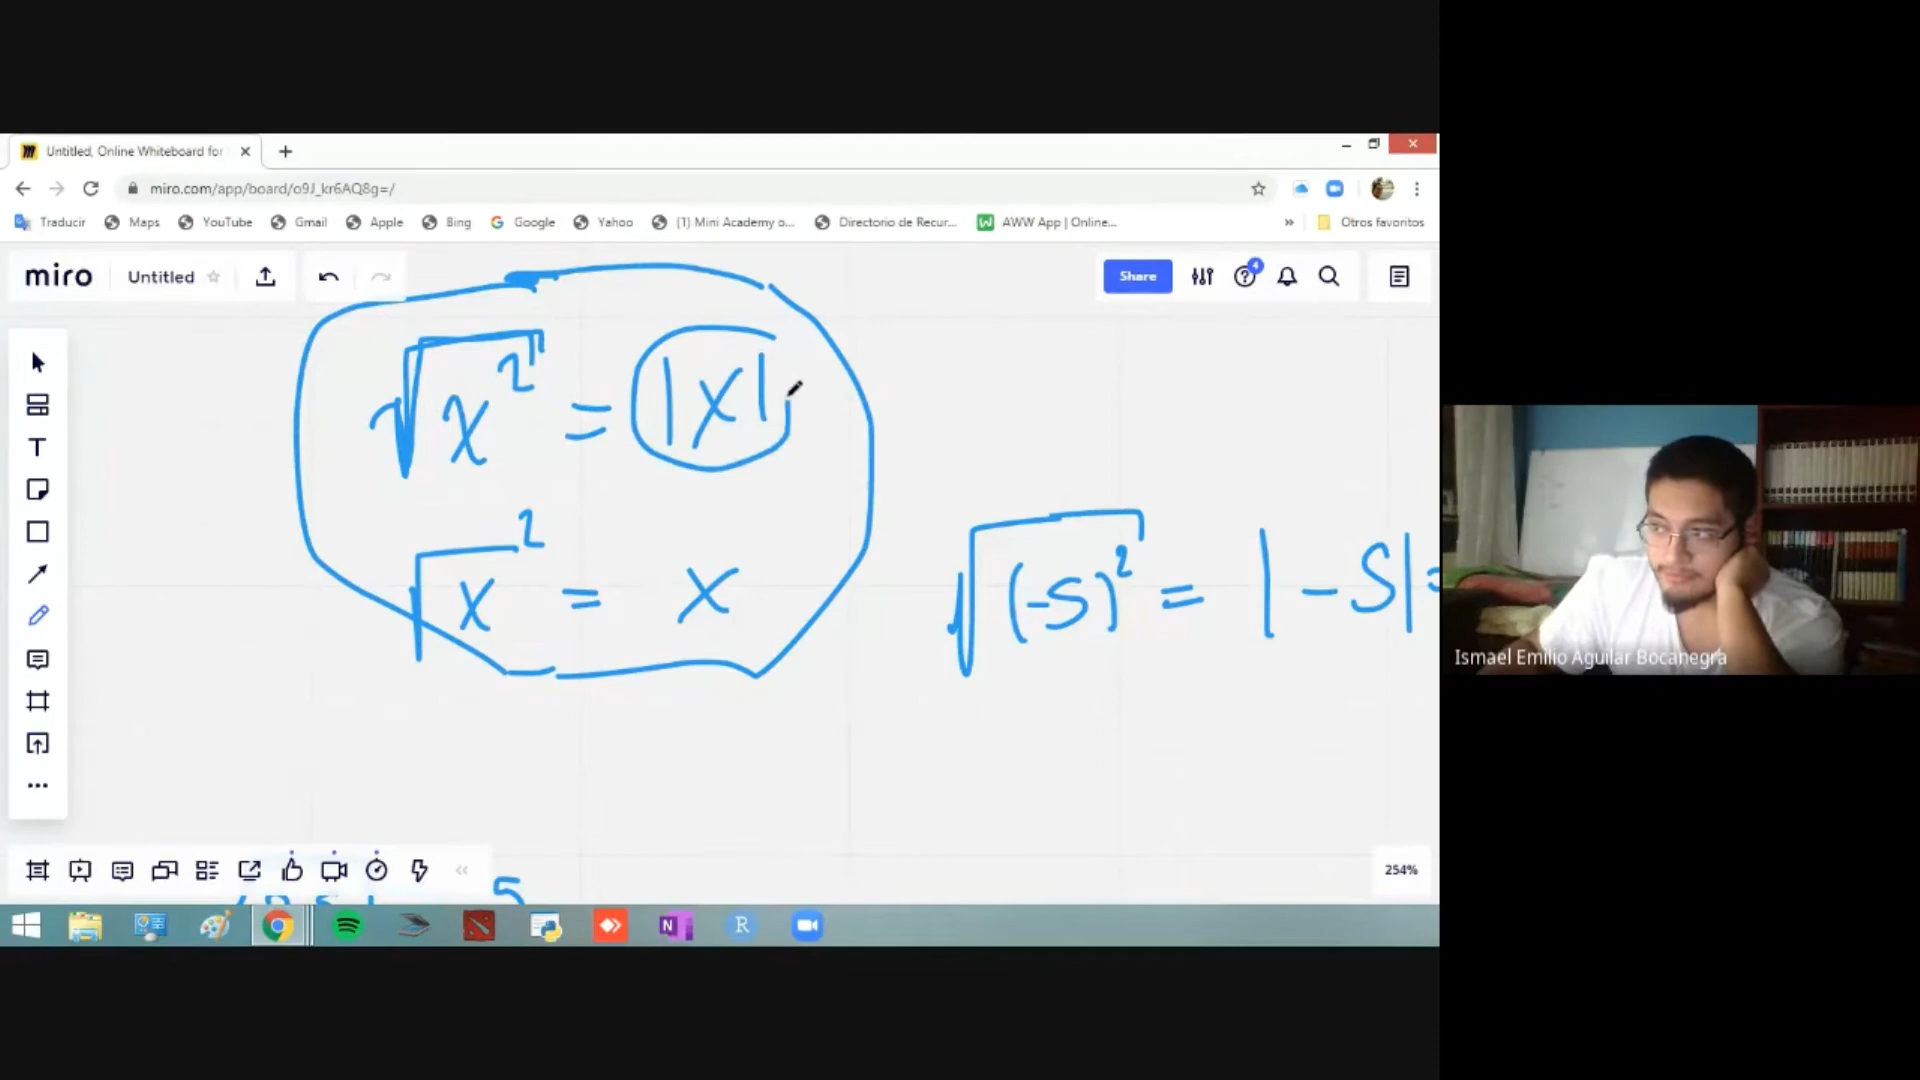 Untitled, Online Whiteboard for
miro.com/app/board/o9J_kr6AQ8g=/
Traducir Maps YouTube Gmail Apple Bing Google Yahoo (1) Mini Academy o... Directorio de Recur... AWW App | Online... » Otros favoritos
miro Untitled Share 4
√x² = |x|
√x² = x
√(-5)² = |-5| =
T
Ismael Emilio Aguilar Bocanegra
254%
5
N R